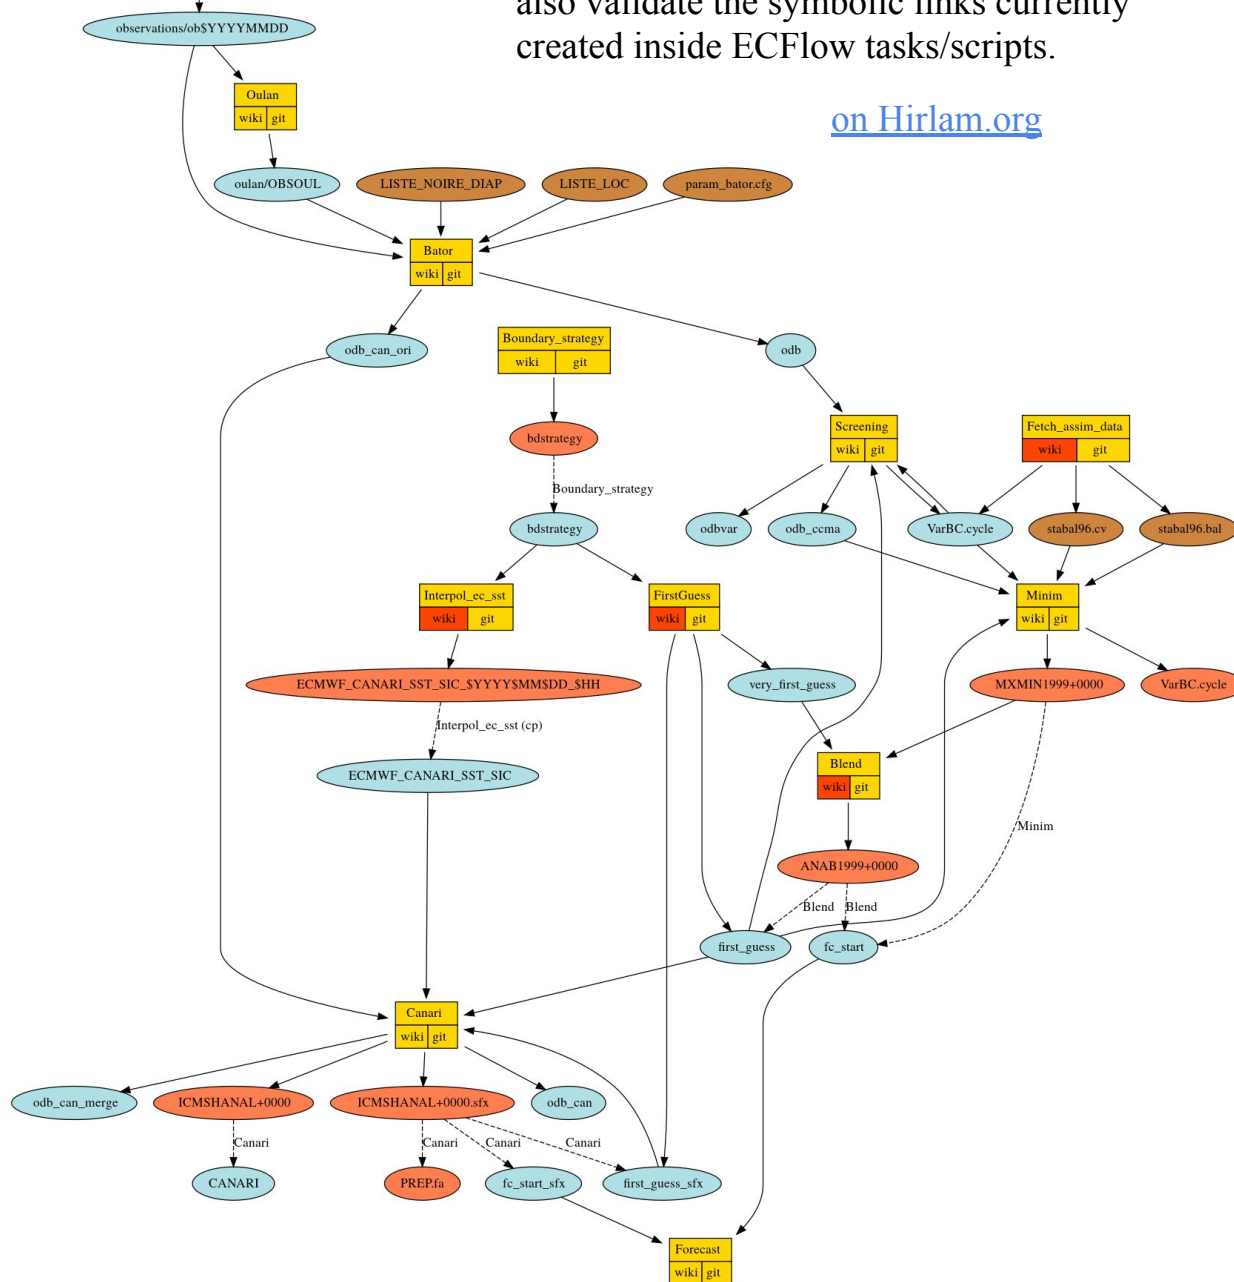 also validate the symbolic links currently
created inside ECFlow tasks/scripts.
on Hirlam.org
observations/ob$YYYYMMDD
Oulan
wiki git
oulan/OBSOUL
LISTE_NOIRE_DIAP
LISTE_LOC
param_bator.cfg
Bator
wiki git
odb_can_ori
Boundary_strategy
wiki git
odb
bdstrategy
Screening
wiki git
Fetch_assim_data
wiki git
Boundary_strategy
bdstrategy
odbvar
odb_ccma
VarBC.cycle
stabal96.cv
stabal96.bal
Interpol_ec_sst
wiki git
FirstGuess
wiki git
Minim
wiki git
ECMWF_CANARI_SST_SIC_$YYYY$MM$DD_$HH
very_first_guess
MXMIN1999+0000
VarBC.cycle
Interpol_ec_sst (cp)
ECMWF_CANARI_SST_SIC
Blend
wiki git
Minim
ANAB1999+0000
Blend
Blend
first_guess
fc_start
Canari
wiki git
odb_can_merge
ICMSHANAL+0000
ICMSHANAL+0000.sfx
odb_can
Canari
Canari
Canari
Canari
CANARI
PREP.fa
fc_start_sfx
first_guess_sfx
Forecast
wiki git